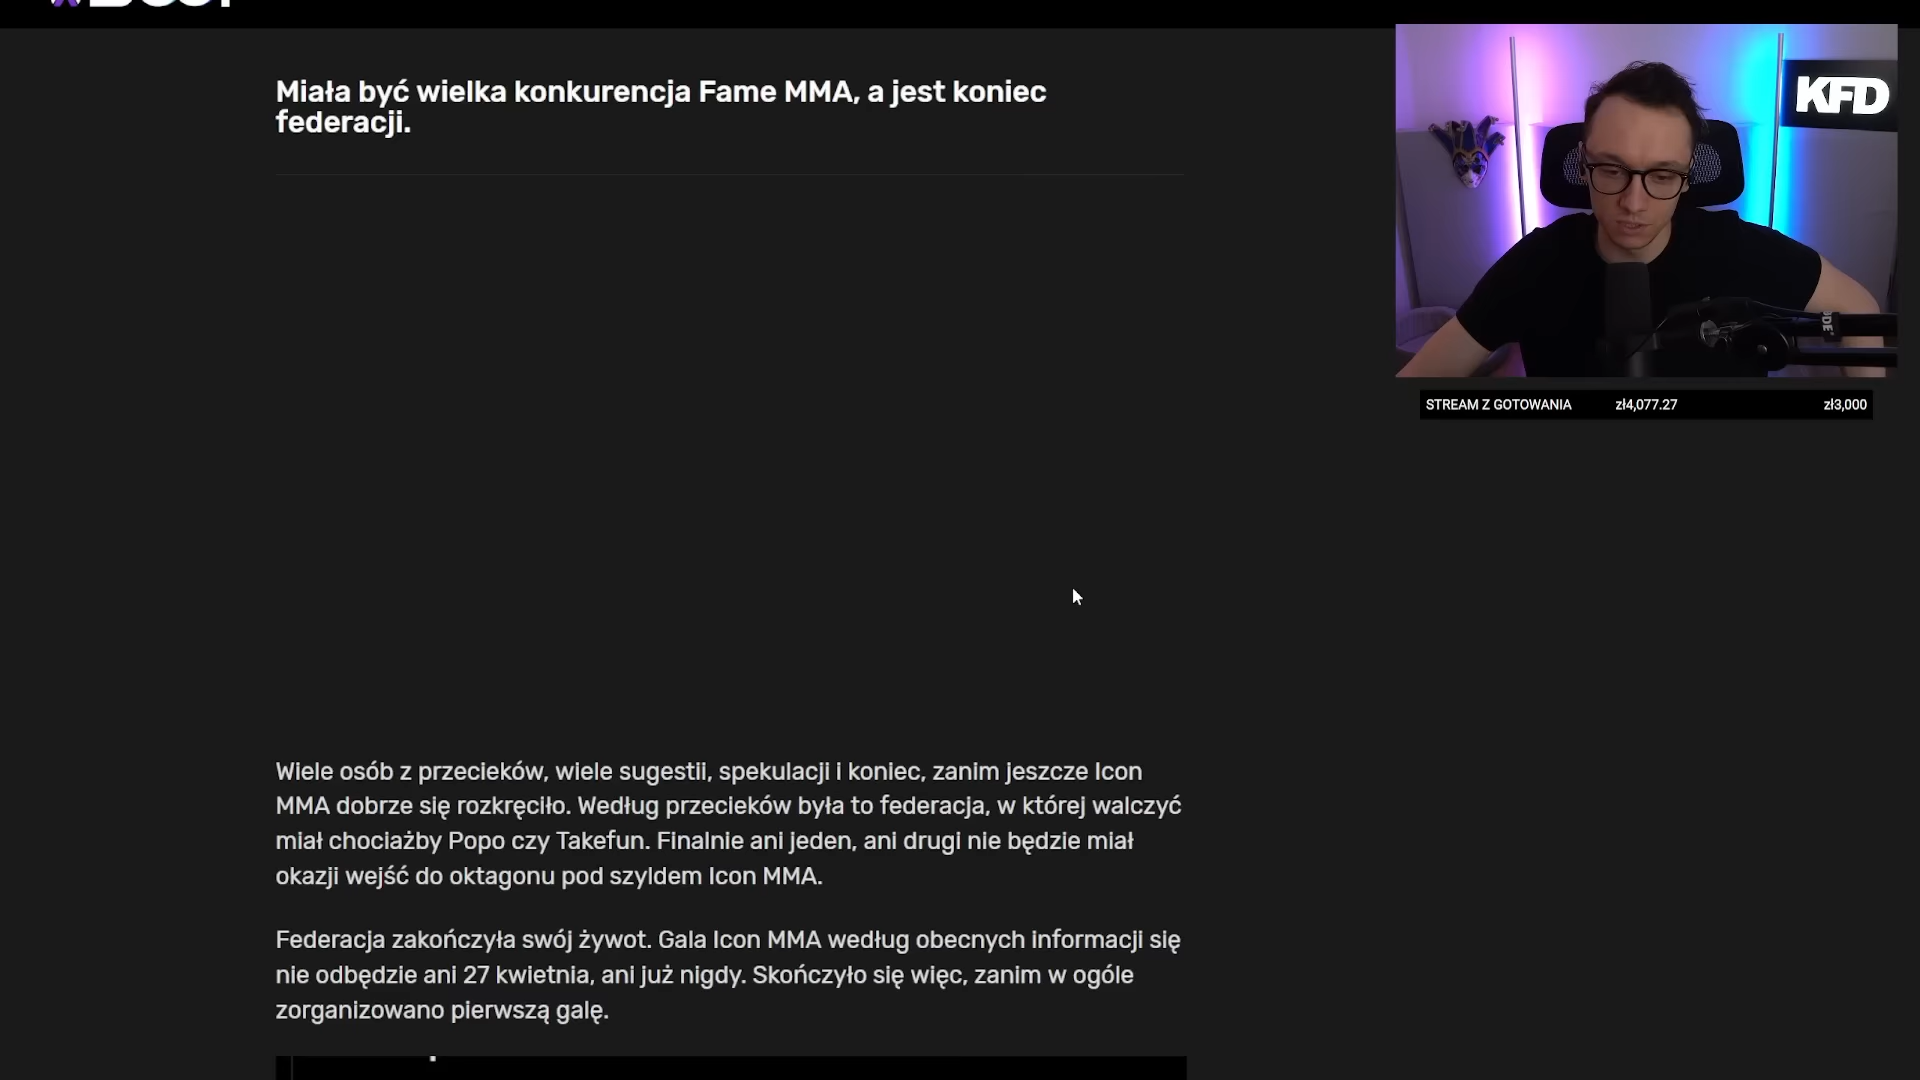 Miała być wielka konkurencja Fame MMA, a jest koniec
federacji.
KFD
STREAM Z GOTOWANIA zł4,077.27 zł3,000
Wiele osób z przecieków, wiele sugestii, spekulacji i koniec, zanim jeszcze Icon
MMA dobrze się rozkręciło. Według przecieków była to federacja, w której walczyć
miał chociażby Popo czy Takefun. Finalnie ani jeden, ani drugi nie będzie miał
okazji wejść do oktagonu pod szyldem Icon MMA.
Federacja zakończyła swój żywot. Gala Icon MMA według obecnych informacji się
nie odbędzie ani 27 kwietnia, ani już nigdy. Skończyło się więc, zanim w ogóle
zorganizowano pierwszą galę.